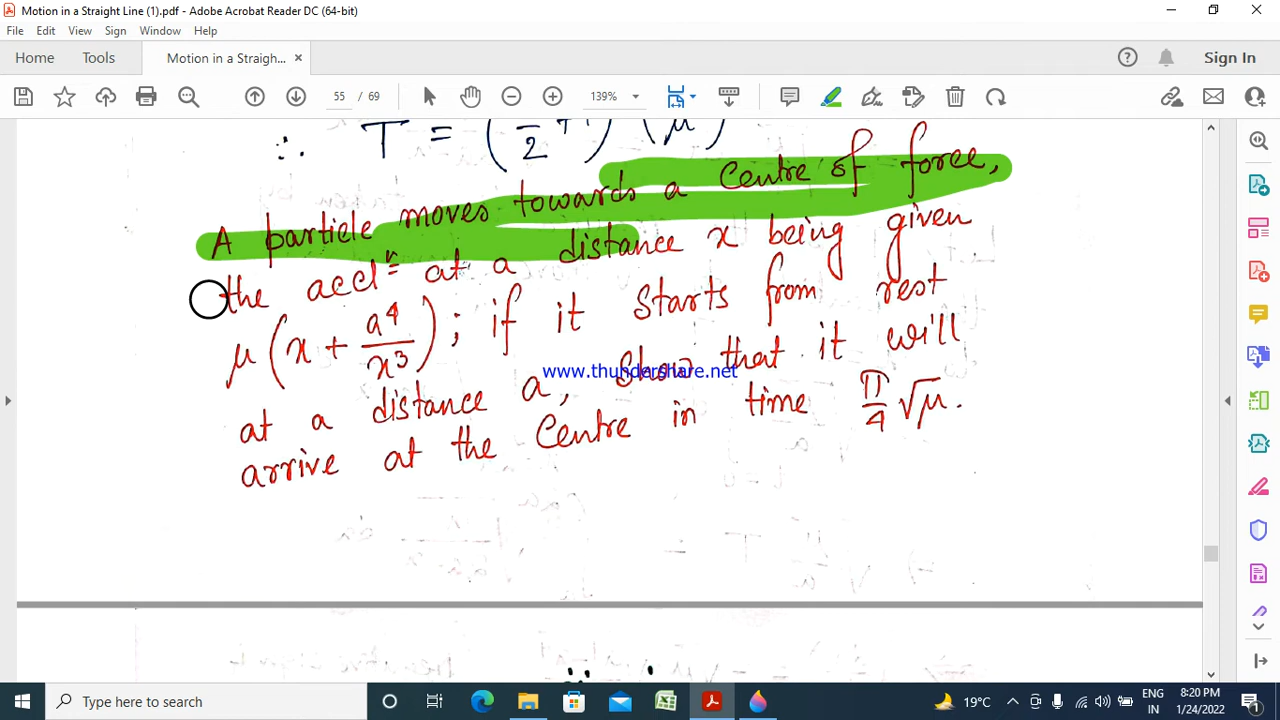 Motion in a Straight Line (1).pdf - Adobe Acrobat Reader DC (64-bit)
File Edit View Sign Window Help
Home Tools Motion in a Straigh... × Sign In
55 / 69 139%
∴ T = (π/2) (μ)
A particle moves towards a Centre of force,
the accl^n at a distance x being given
μ(x + a⁴/x³); if it starts from rest
at a distance a, show that it will
arrive at the Centre in time π/4 √μ.
www.thundershare.net
Type here to search
19°C
ENG
IN
8:20 PM
1/24/2022